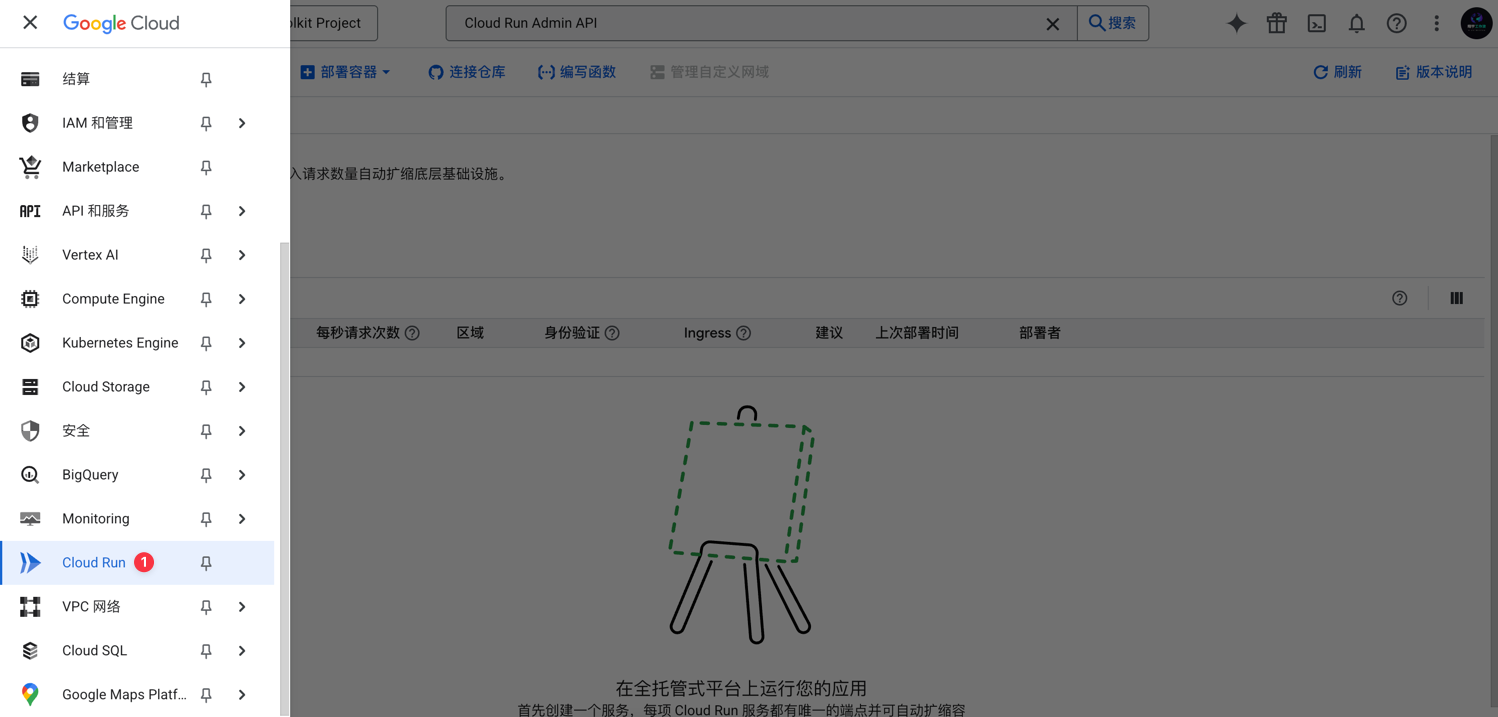 Google Cloud
olkit Project
Cloud Run Admin API
搜索
部署容器
连接仓库
编写函数
管理自定义网域
刷新
版本说明
结算
IAM 和管理
Marketplace
API API 和服务
Vertex AI
Compute Engine
Kubernetes Engine
Cloud Storage
安全
BigQuery
Monitoring
Cloud Run 1
VPC 网络
Cloud SQL
Google Maps Platf...
入请求数量自动扩缩底层基础设施。
每秒请求次数 区域 身份验证 Ingress 建议 上次部署时间 部署者
在全托管式平台上运行您的应用
首先创建一个服务，每项 Cloud Run 服务都有唯一的端点并可自动扩缩容